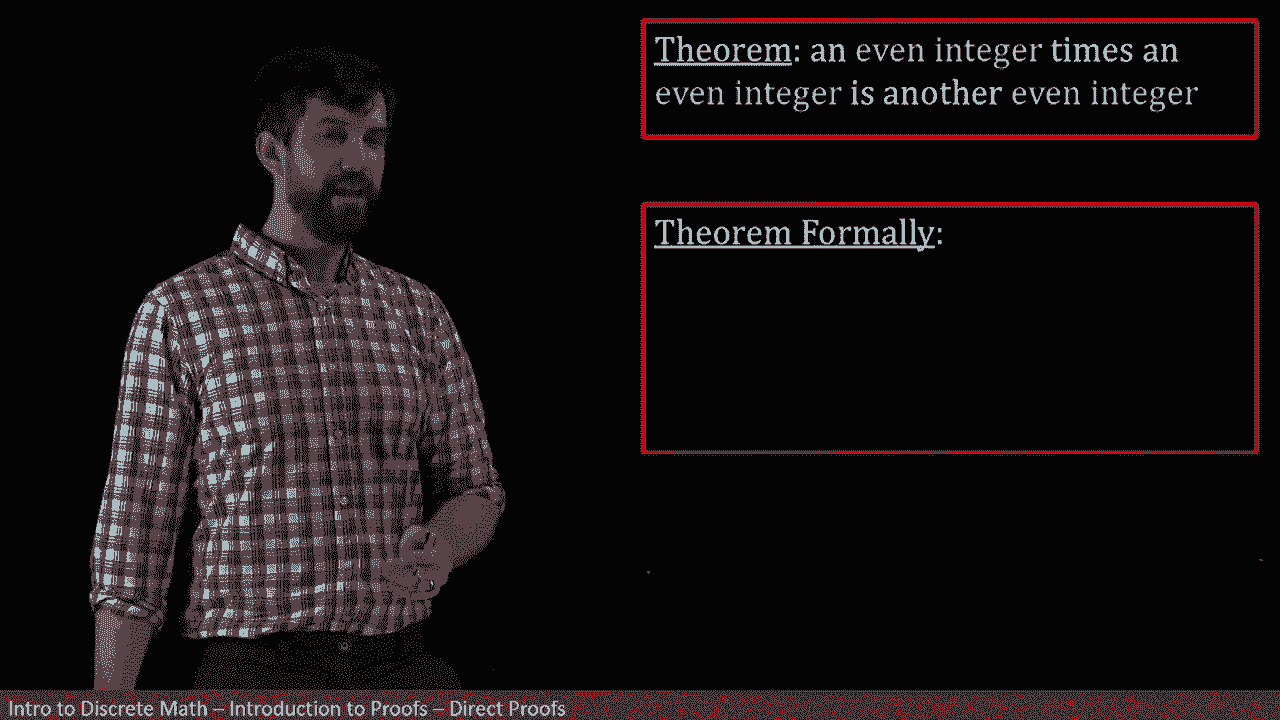 Theorem: an even integer times an
even integer is another even integer
Theorem Formally:
Intro to Discrete Math – Introduction to Proofs – Direct Proofs